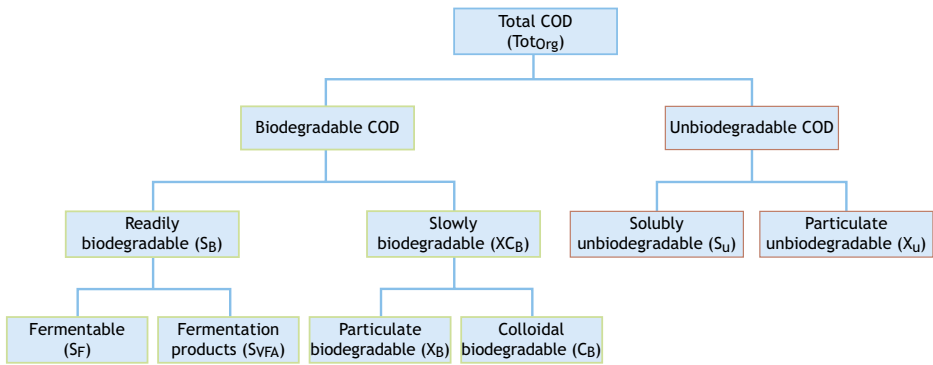 Total COD
(TotOrg)
Biodegradable COD
Unbiodegradable COD
Readily
biodegradable (SB)
Slowly
biodegradable (XCB)
Solubly
unbiodegradable (Su)
Particulate
unbiodegradable (Xu)
Fermentable
(SF)
Fermentation
products (SVFA)
Particulate
biodegradable (XB)
Colloidal
biodegradable (CB)